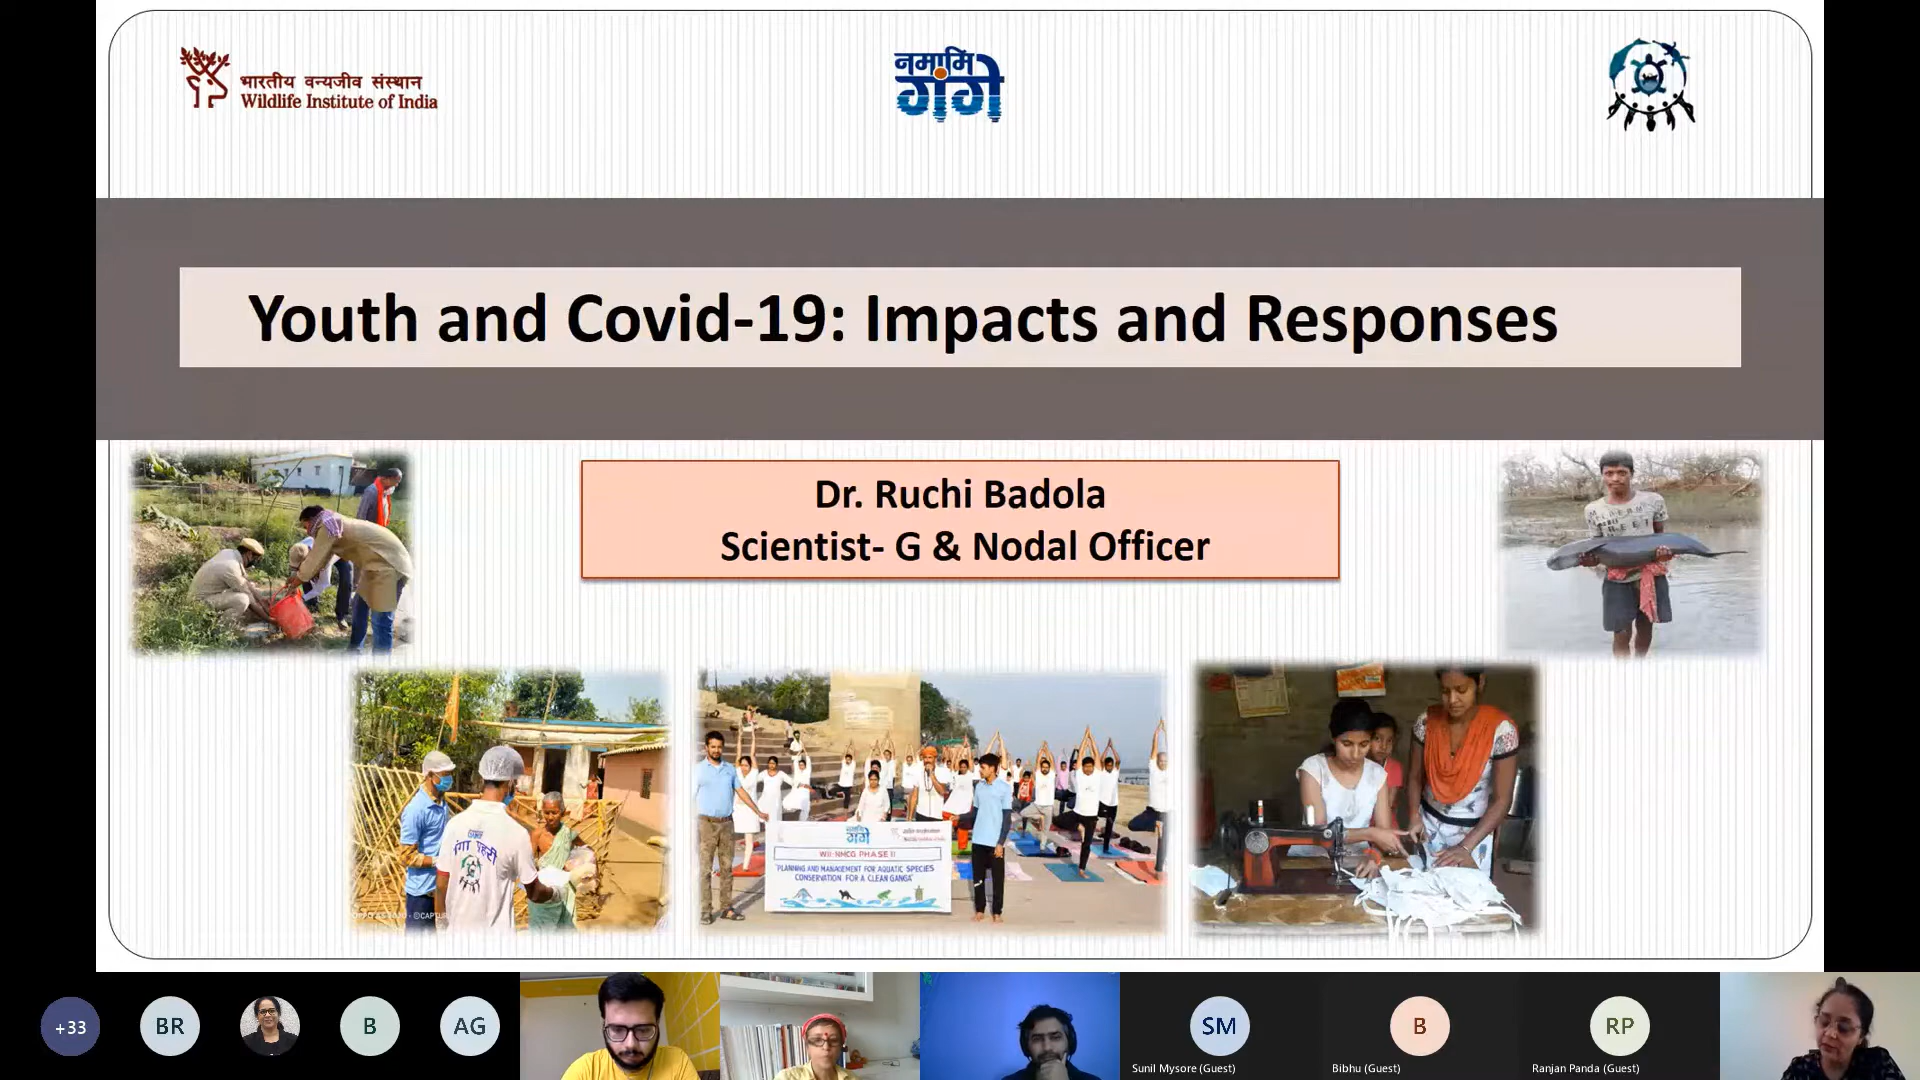 भारतीय वन्यजीव संस्थान
Wildlife Institute of India
नमामि
गंगे
Youth and Covid-19: Impacts and Responses
Dr. Ruchi Badola
Scientist- G & Nodal Officer
नमामि
गंगे
WII-NMCG PHASE II
"PLANNING AND MANAGEMENT FOR AQUATIC SPECIES
CONSERVATION FOR A CLEAN GANGA"
+33
BR
B
AG
SM
Sunil Mysore (Guest)
B
Bibhu (Guest)
RP
Ranjan Panda (Guest)